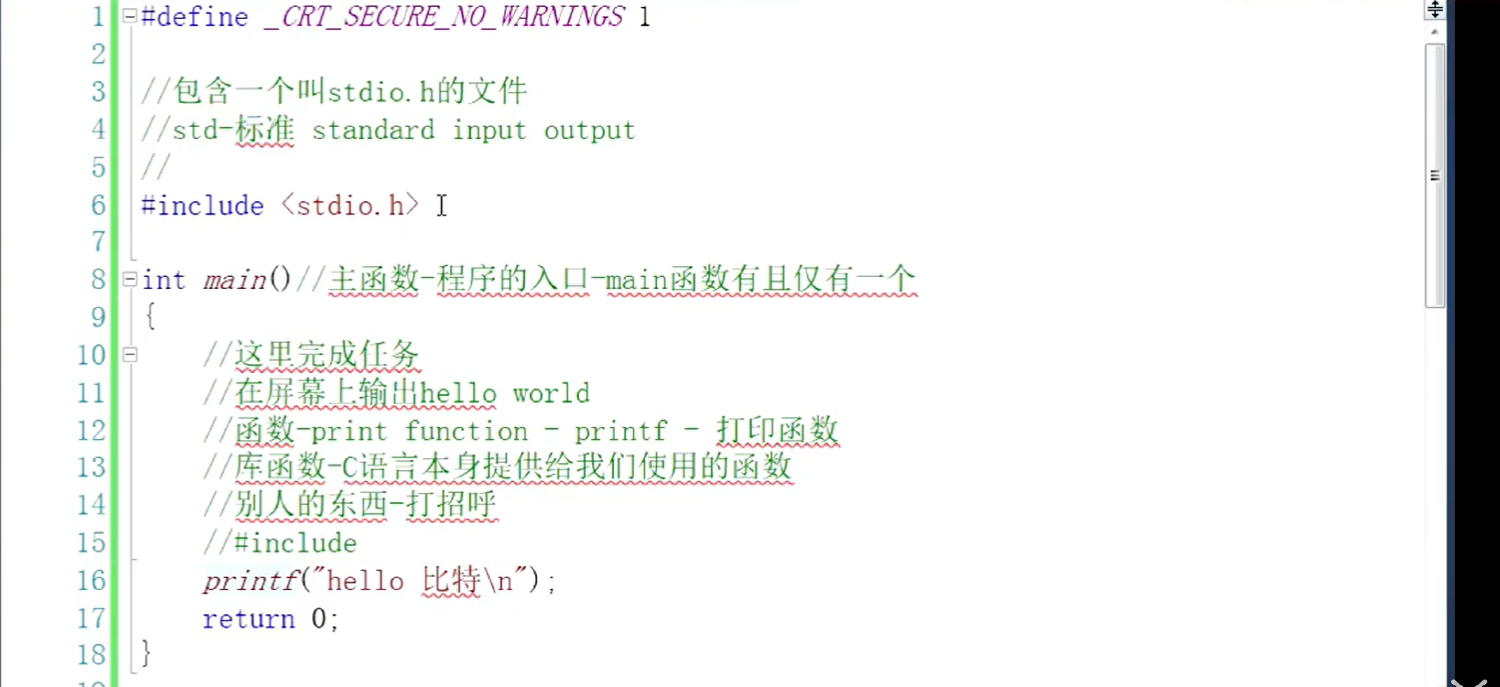 1 #define _CRT_SECURE_NO_WARNINGS 1
2
3 //包含一个叫stdio.h的文件
4 //std-标准 standard input output
5 //
6 #include <stdio.h>
7
8 int main()//主函数-程序的入口-main函数有且仅有一个
9 {
10 //这里完成任务
11 //在屏幕上输出hello world
12 //函数-print function - printf - 打印函数
13 //库函数-C语言本身提供给我们使用的函数
14 //别人的东西-打招呼
15 //#include
16 printf("hello 比特\n");
17 return 0;
18 }